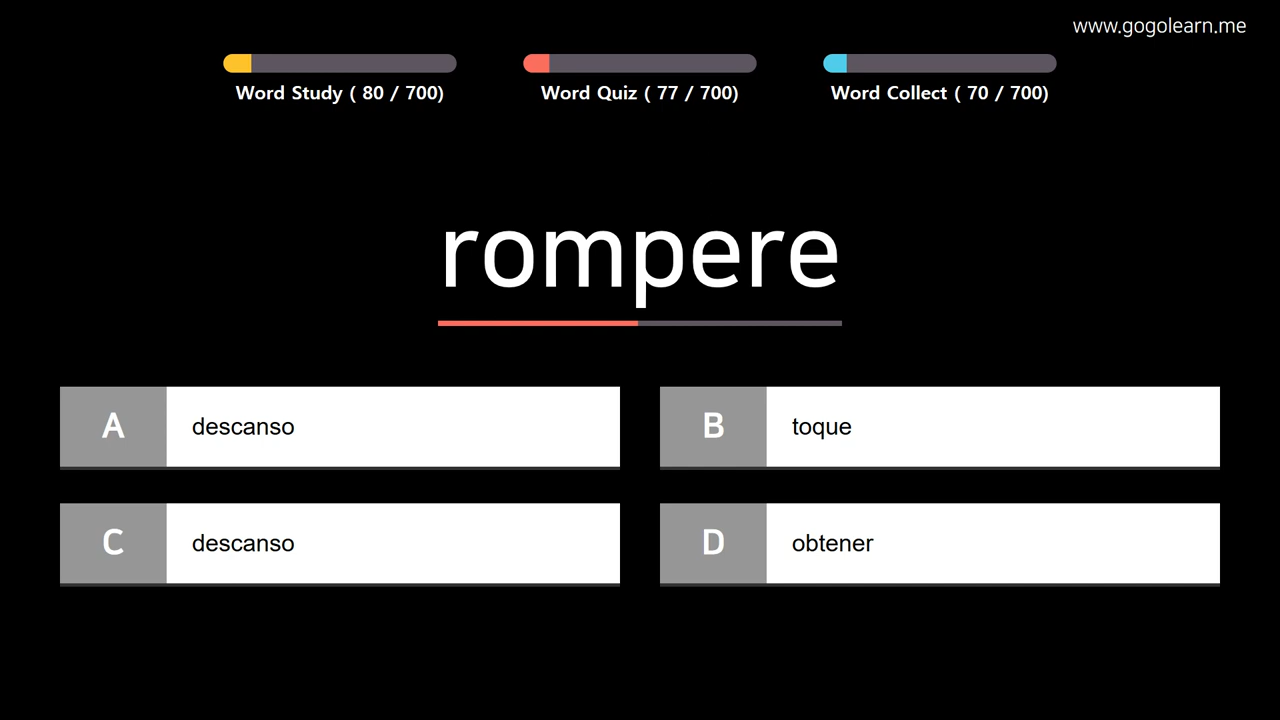 www.gogolearn.me
Word Study ( 80 / 700)
Word Quiz ( 77 / 700)
Word Collect ( 70 / 700)
rompere
A descanso
B toque
C descanso
D obtener